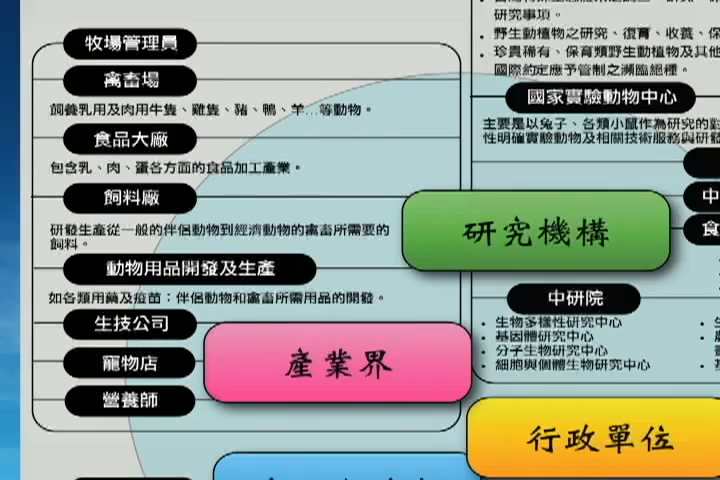 牧場管理員
禽畜場
飼養乳用及肉用牛隻、雞隻、豬、鴨、羊...等動物。
食品大廠
包含乳、肉、蛋各方面的食品加工產業。
飼料廠
研發生產從一般的伴侶動物到經濟動物的禽畜所需要的
飼料。
動物用品開發及生產
如各類用藥及疫苗；伴侶動物和禽畜所需用品的開發。
生技公司
寵物店
營養師
產業界
研究事項。
野生動植物之研究、復育、收養、保
珍貴稀有、保育類野生動植物及其他
國際約定應予管制之瀕臨絕種。
國家實驗動物中心
主要是以兔子、各類小鼠作為研究的對
性明確實驗動物及相關技術服務與研發
中
食
研究機構
中研院
生物多樣性研究中心
基因體研究中心
分子生物研究中心
細胞與個體生物研究中心
行政單位